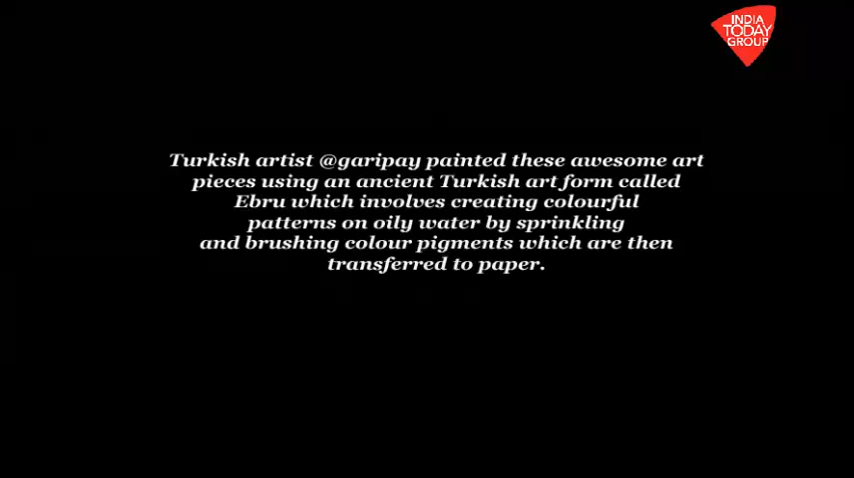 INDIA
TODAY
GROUP
Turkish artist @garipay painted these awesome art
pieces using an ancient Turkish art form called
Ebru which involves creating colourful
patterns on oily water by sprinkling
and brushing colour pigments which are then
transferred to paper.